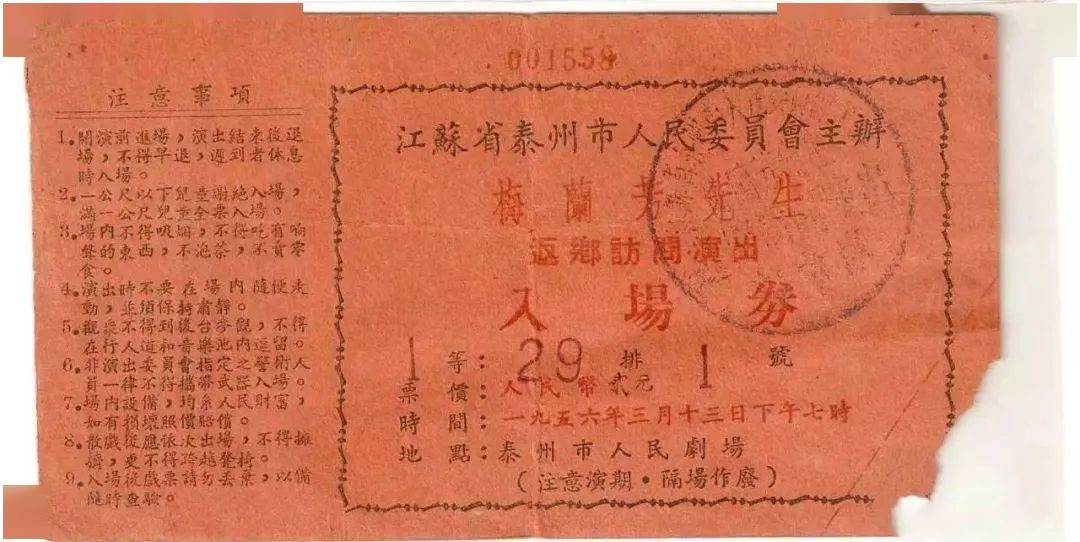 001558
注意事項
1.開演前進場，演出結束後退
場，不得早退，遲到者休息
時入場。
2.一公尺以下兒童謝絕入場，
滿一公尺兒童全票入場。
3.場內不得吸煙，不得吃有响
聲的東西，不泡茶，不賣零
食。
4.演出時不要在場內隨便走
動，並須保持肅靜。
5.觀衆不得到後台参觀，不得
在行人道和音樂池內逗留。
6.非演出委員會指定之警衛人
員一律不得攜帶武器入場。
7.場內設備，均系人民財富，
如有損壞照價賠償。
8.散戲後應依次出場，不得擁
擠，更不得跨越凳椅。
9.入場後戲票請勿丟棄，以備
隨時查驗。
江蘇省泰州市人民委員會主辦
梅蘭芳先生
返鄉訪問演出
入場券
1等：29排1號
票價：人民幣貳元
時間：一九五六年三月十三日下午七時
地點：泰州市人民劇場
（注意演期·隔場作廢）